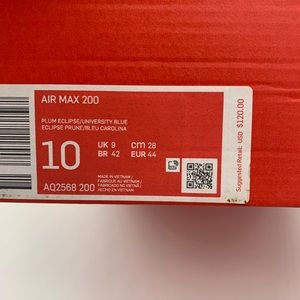 AIR MAX 200
PLUM ECLIPSE/UNIVERSITY BLUE
ECLIPSE PRUNE/BLEU CAROLINA
10
UK 9
CM 28
BR 42
EUR 44
AQ2568 200
MADE IN VIETNAM /
FABRIQUE AU VIETNAM /
FABRICADO NO VIETNÃ /
HECHO EN VIETNAM
Suggested Retail: USD $120.00